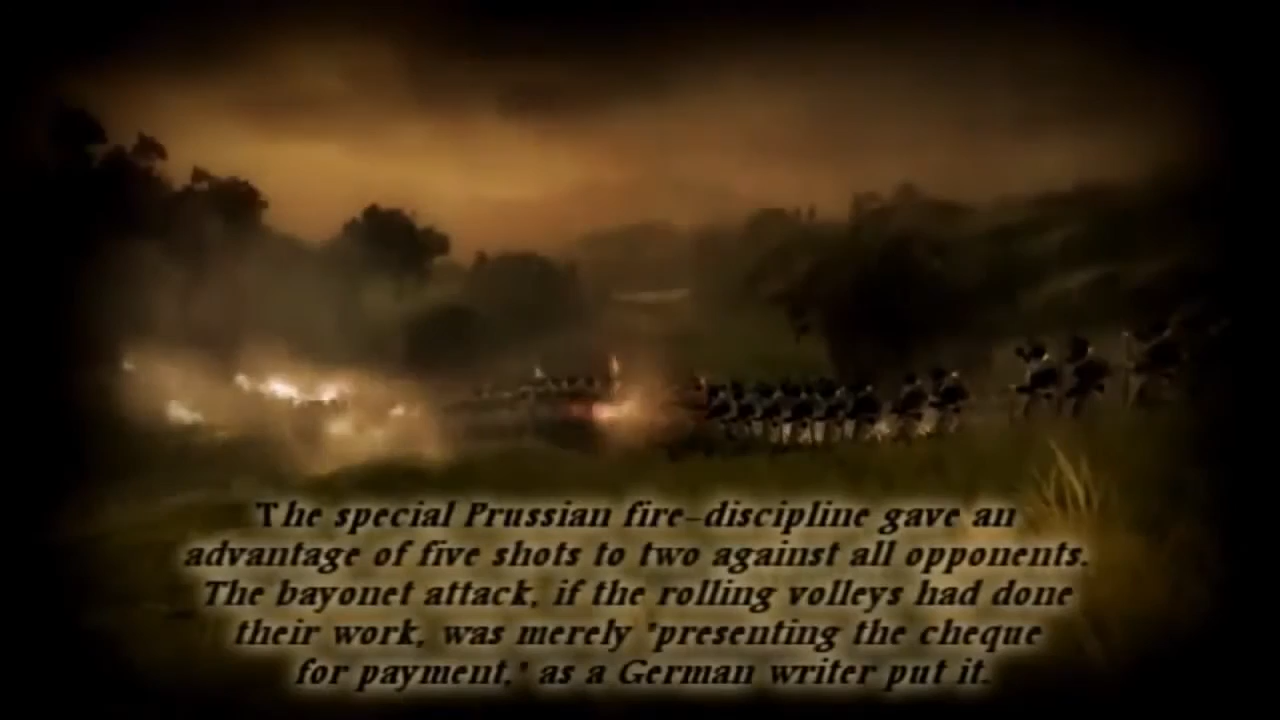 The special Prussian fire-discipline gave an
advantage of five shots to two against all opponents.
The bayonet attack, if the rolling volleys had done
their work, was merely "presenting the cheque
for payment," as a German writer put it.